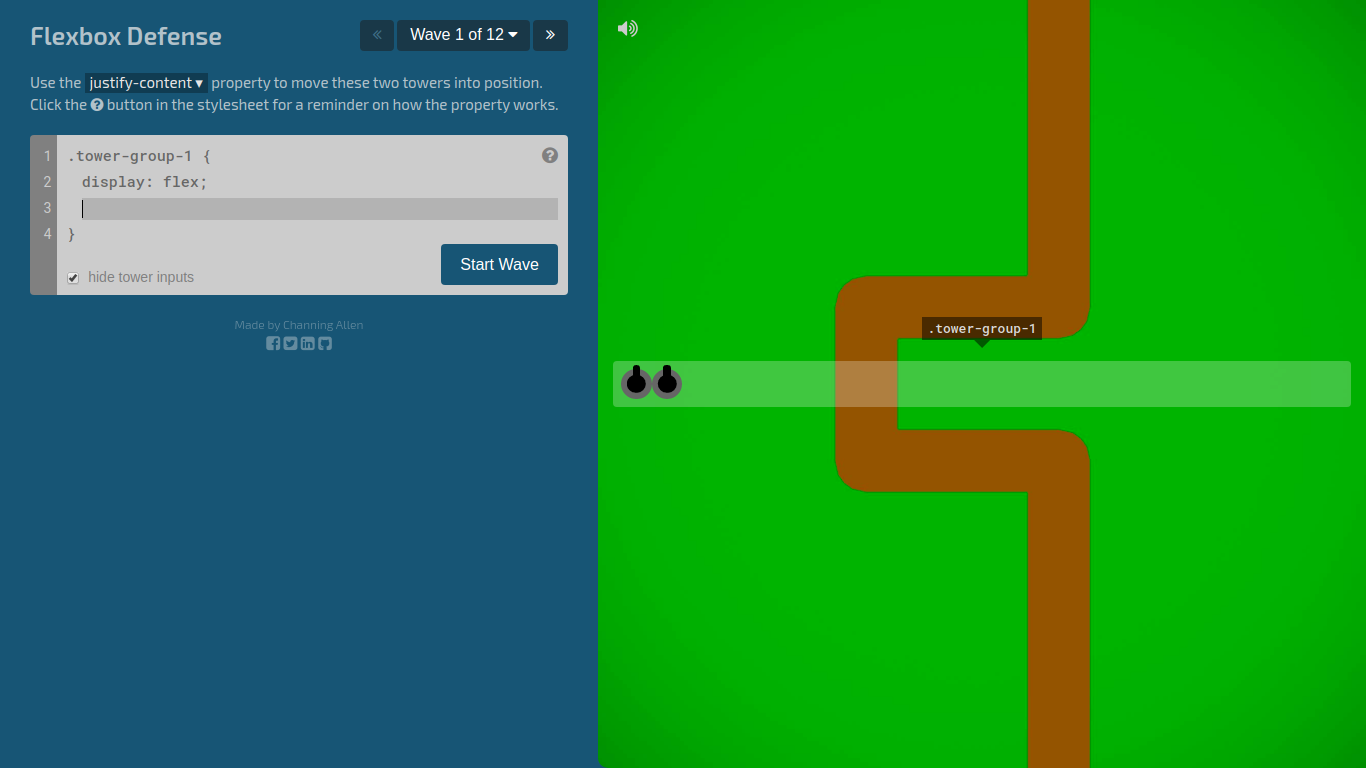 Flexbox Defense
« Wave 1 of 12 »
Use the justify-content ▾ property to move these two towers into position.
Click the ? button in the stylesheet for a reminder on how the property works.
1 .tower-group-1 { ?
2 display: flex;
3
4 }
hide tower inputs
Start Wave
Made by Channing Allen
.tower-group-1